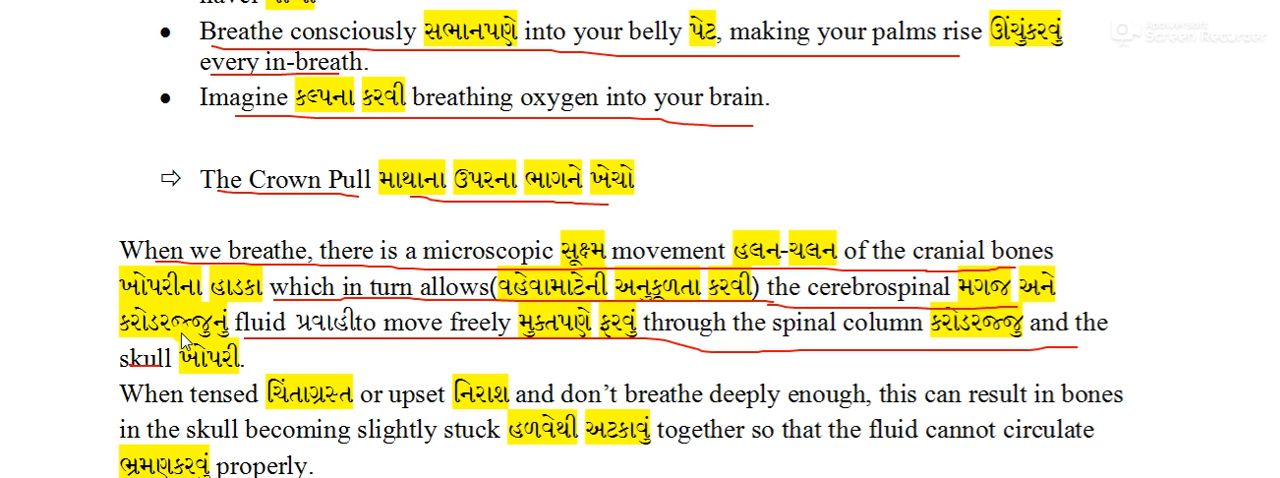 • Breathe consciously સભાનપણે into your belly પેટ, making your palms rise ઊંચુંકરવું
every in-breath.
• Imagine કલ્પના કરવી breathing oxygen into your brain.
⇨ The Crown Pull માથાના ઉપરના ભાગને ખેચો
When we breathe, there is a microscopic સૂક્ષ્મ movement હલન-ચલન of the cranial bones
ખોપરીના હાડકા which in turn allows(વહેવામાટેની અનુકૂળતા કરવી) the cerebrospinal મગજ અને
કરોડરજ્જુનું fluid પ્રવાહીto move freely મુક્તપણે ફરવું through the spinal column કરોડરજ્જુ and the
skull ખોપરી.
When tensed ચિંતાગ્રસ્ત or upset નિરાશ and don't breathe deeply enough, this can result in bones
in the skull becoming slightly stuck હળવેથી અટકાવું together so that the fluid cannot circulate
ભ્રમણકરવું properly.
Apowersoft
Screen Recorder